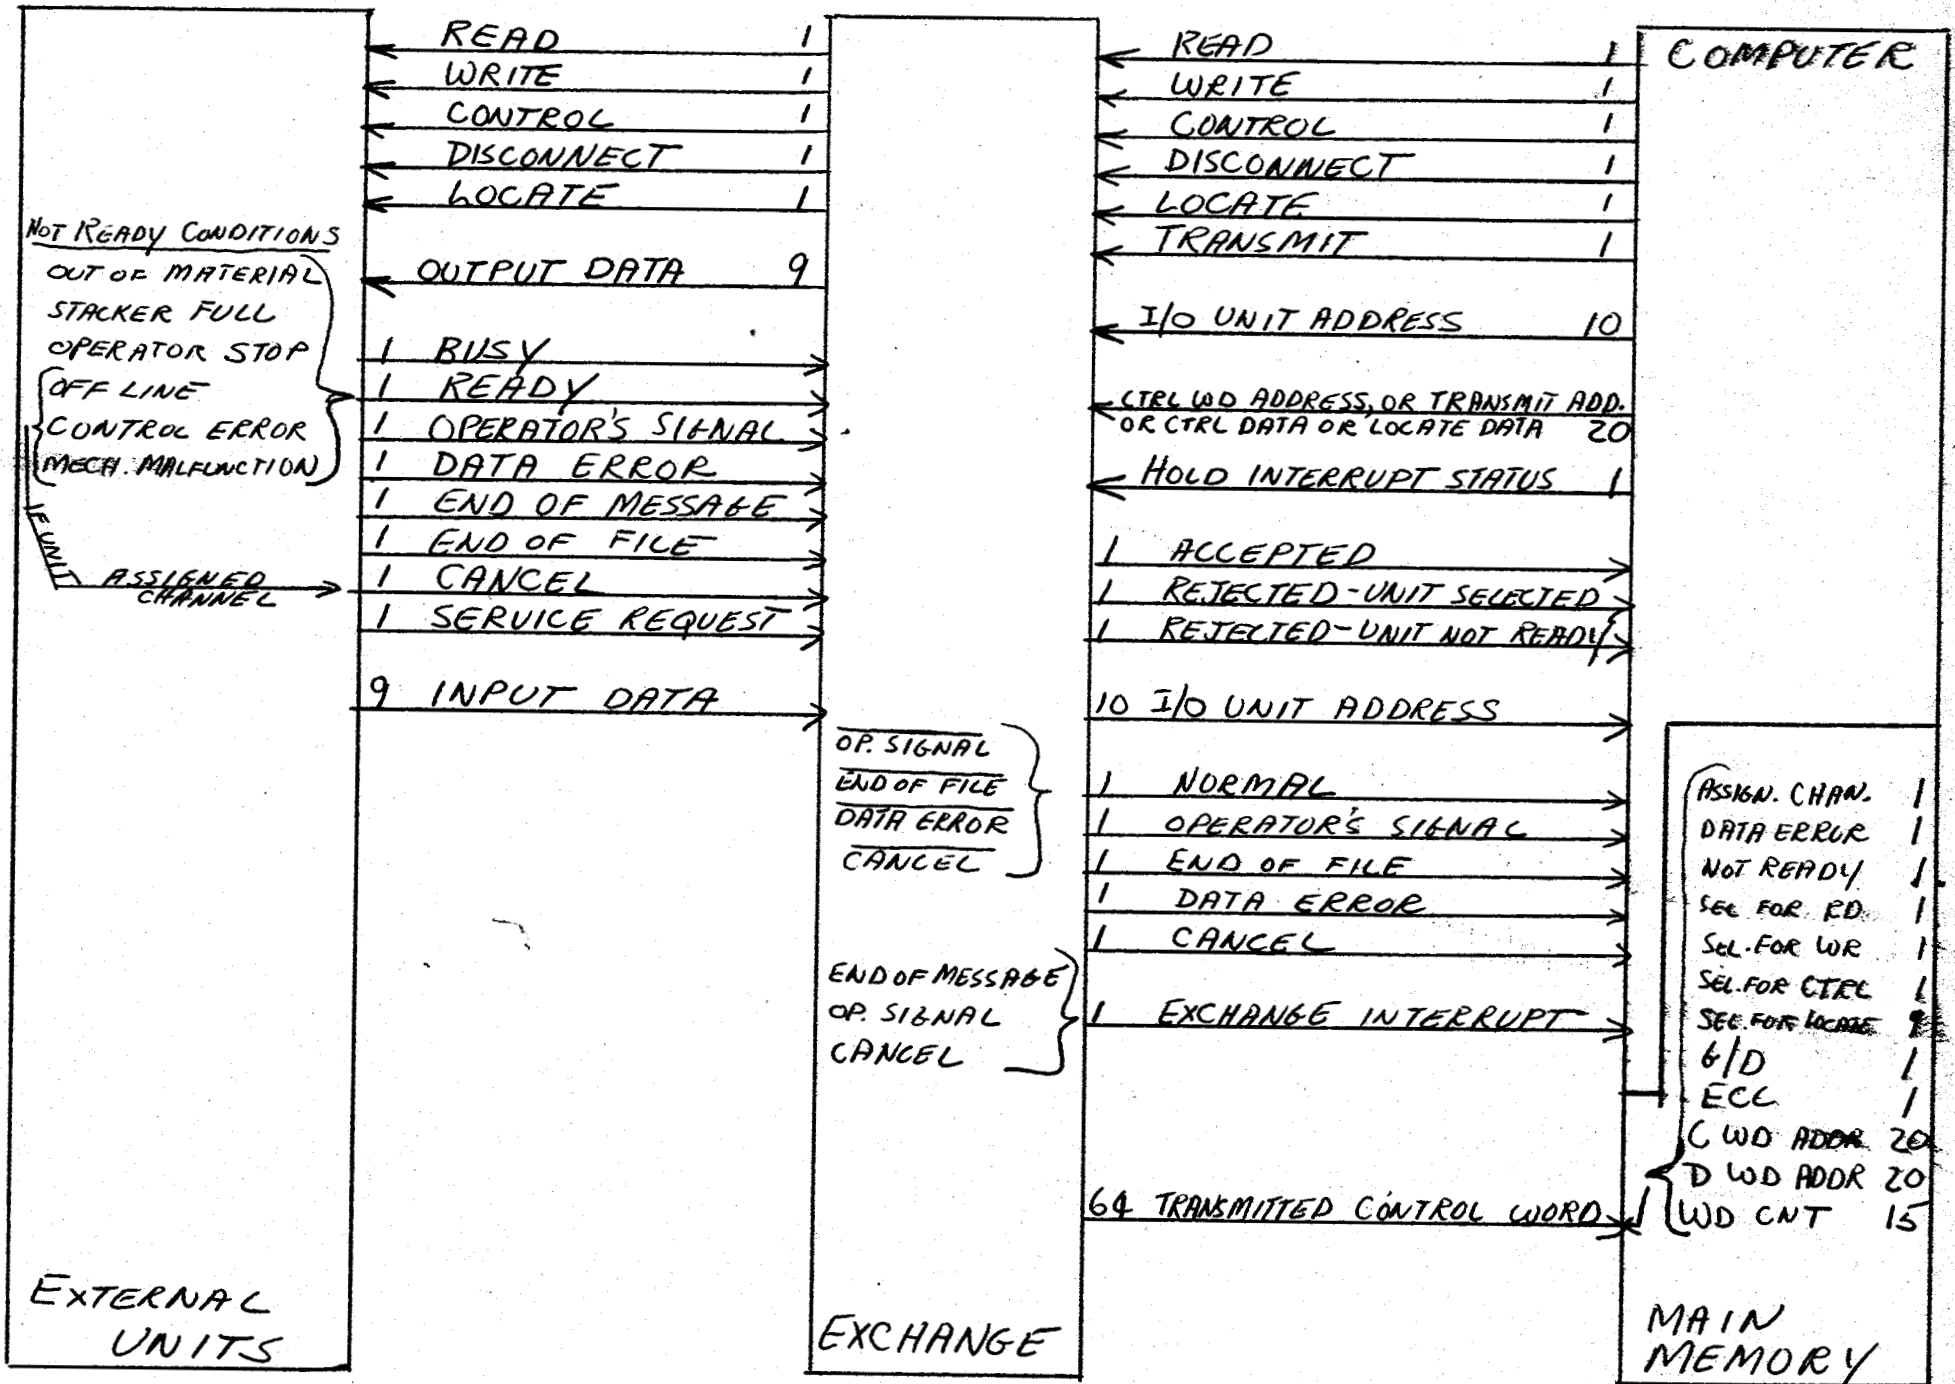 READ 1
WRITE 1
CONTROL 1
DISCONNECT 1
LOCATE 1
NOT READY CONDITIONS
OUT OF MATERIAL
STACKER FULL
OPERATOR STOP
OFF LINE
CONTROL ERROR
MECH. MALFUNCTION
IF UNIT
ASSIGNED
CHANNEL
OUTPUT DATA 9
1 BUSY
1 READY
1 OPERATOR'S SIGNAL
1 DATA ERROR
1 END OF MESSAGE
1 END OF FILE
1 CANCEL
1 SERVICE REQUEST
9 INPUT DATA
EXTERNAL
UNITS
OP. SIGNAL
END OF FILE
DATA ERROR
CANCEL
END OF MESSAGE
OP. SIGNAL
CANCEL
EXCHANGE
READ 1
WRITE 1
CONTROL 1
DISCONNECT 1
LOCATE 1
TRANSMIT 1
I/O UNIT ADDRESS 10
CTRL WD ADDRESS, OR TRANSMIT ADD.
OR CTRL DATA OR LOCATE DATA 20
HOLD INTERRUPT STATUS 1
1 ACCEPTED
1 REJECTED-UNIT SELECTED
1 REJECTED-UNIT NOT READY
10 I/O UNIT ADDRESS
1 NORMAL
1 OPERATOR'S SIGNAL
1 END OF FILE
1 DATA ERROR
1 CANCEL
1 EXCHANGE INTERRUPT
64 TRANSMITTED CONTROL WORD
COMPUTER
ASSIGN. CHAN. 1
DATA ERROR 1
NOT READY 1
SEL FOR RD 1
SEL. FOR WR 1
SEL. FOR CTRL 1
SEL. FOR LOCATE
G/D 1
ECC 1
C WD ADDR 20
D WD ADDR 20
WD CNT 15
MAIN
MEMORY